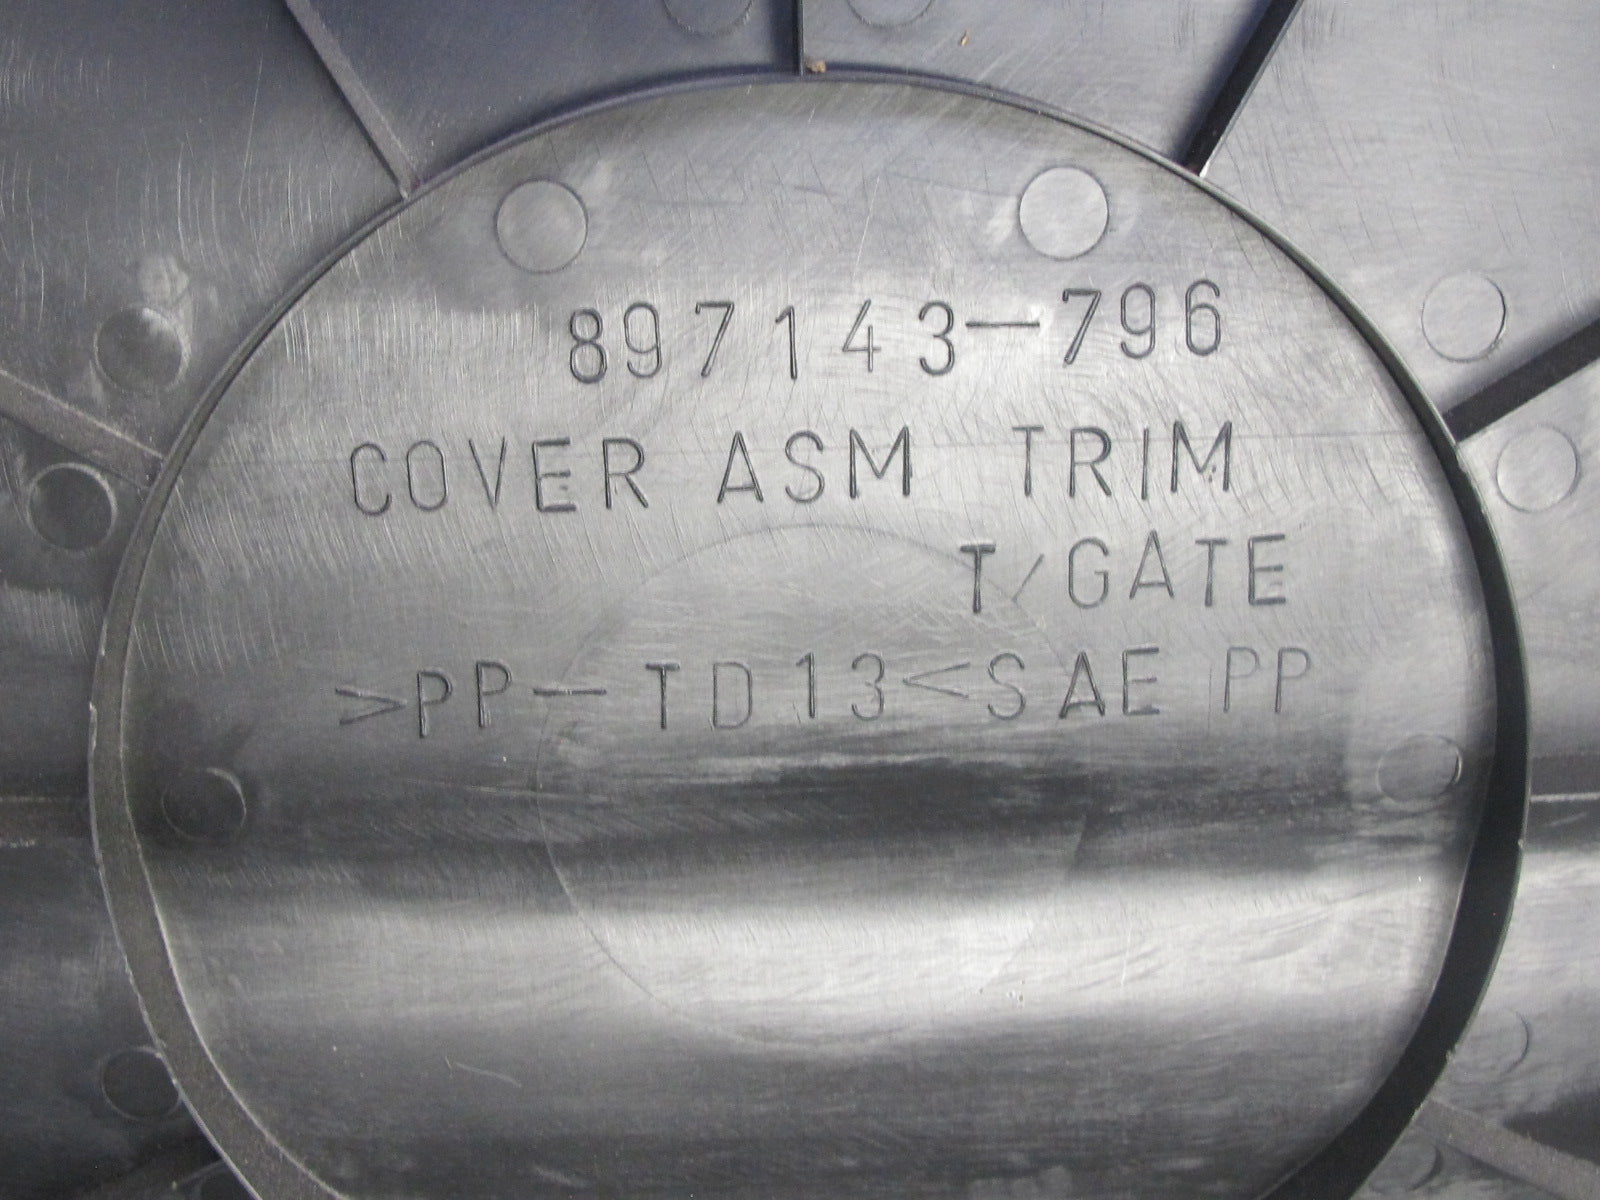 897143-796
COVER ASM TRIM
T/GATE
>PP-TD13<SAE PP